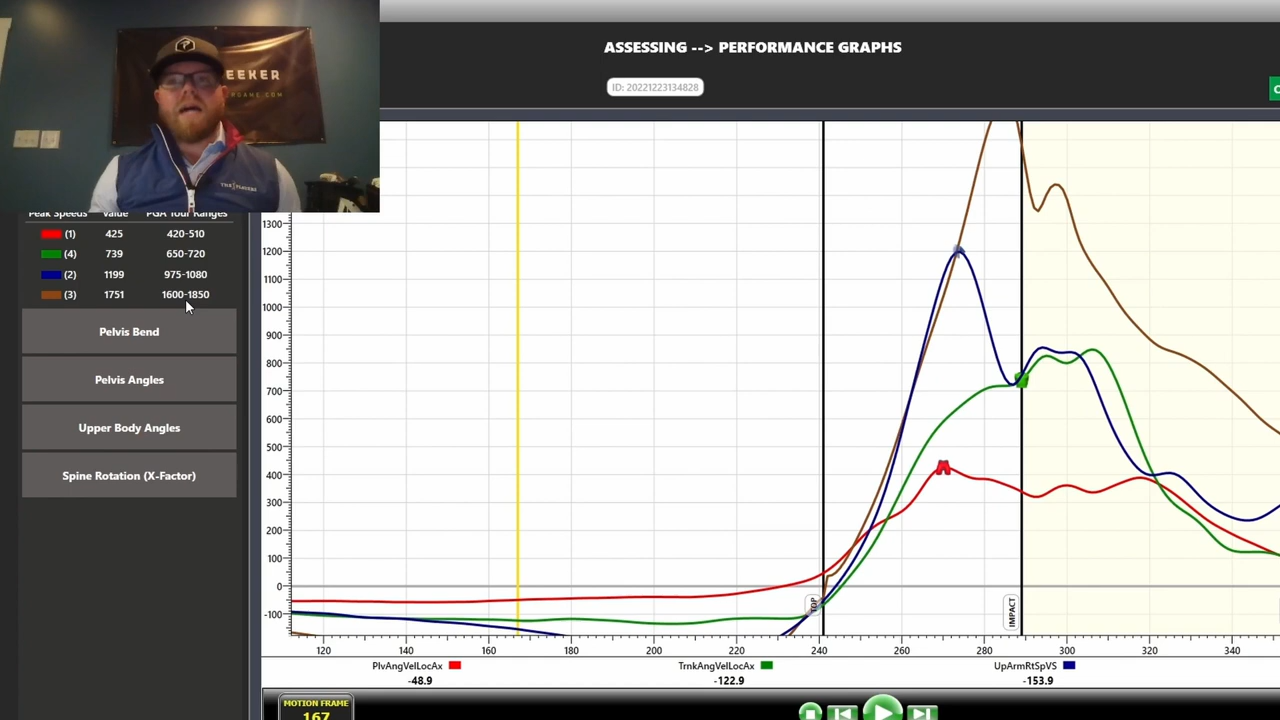 ASSESSING --> PERFORMANCE GRAPHS
ID: 20221223134828
EEKER
Peak Speeds Value PGA Tour Ranges
(1) 425 420-510
(4) 739 650-720
(2) 1199 975-1080
(3) 1751 1600-1850
Pelvis Bend
Pelvis Angles
Upper Body Angles
Spine Rotation (X-Factor)
1300
1200
1100
1000
900
800
700
600
500
400
300
200
100
0
-100
TOP
IMPACT
120 140 160 180 200 220 240 260 280 300 320 340
PlvAngVelLocAx TrnkAngVelLocAx UpArmRtSpVS
-48.9 -122.9 -153.9
MOTION FRAME
167